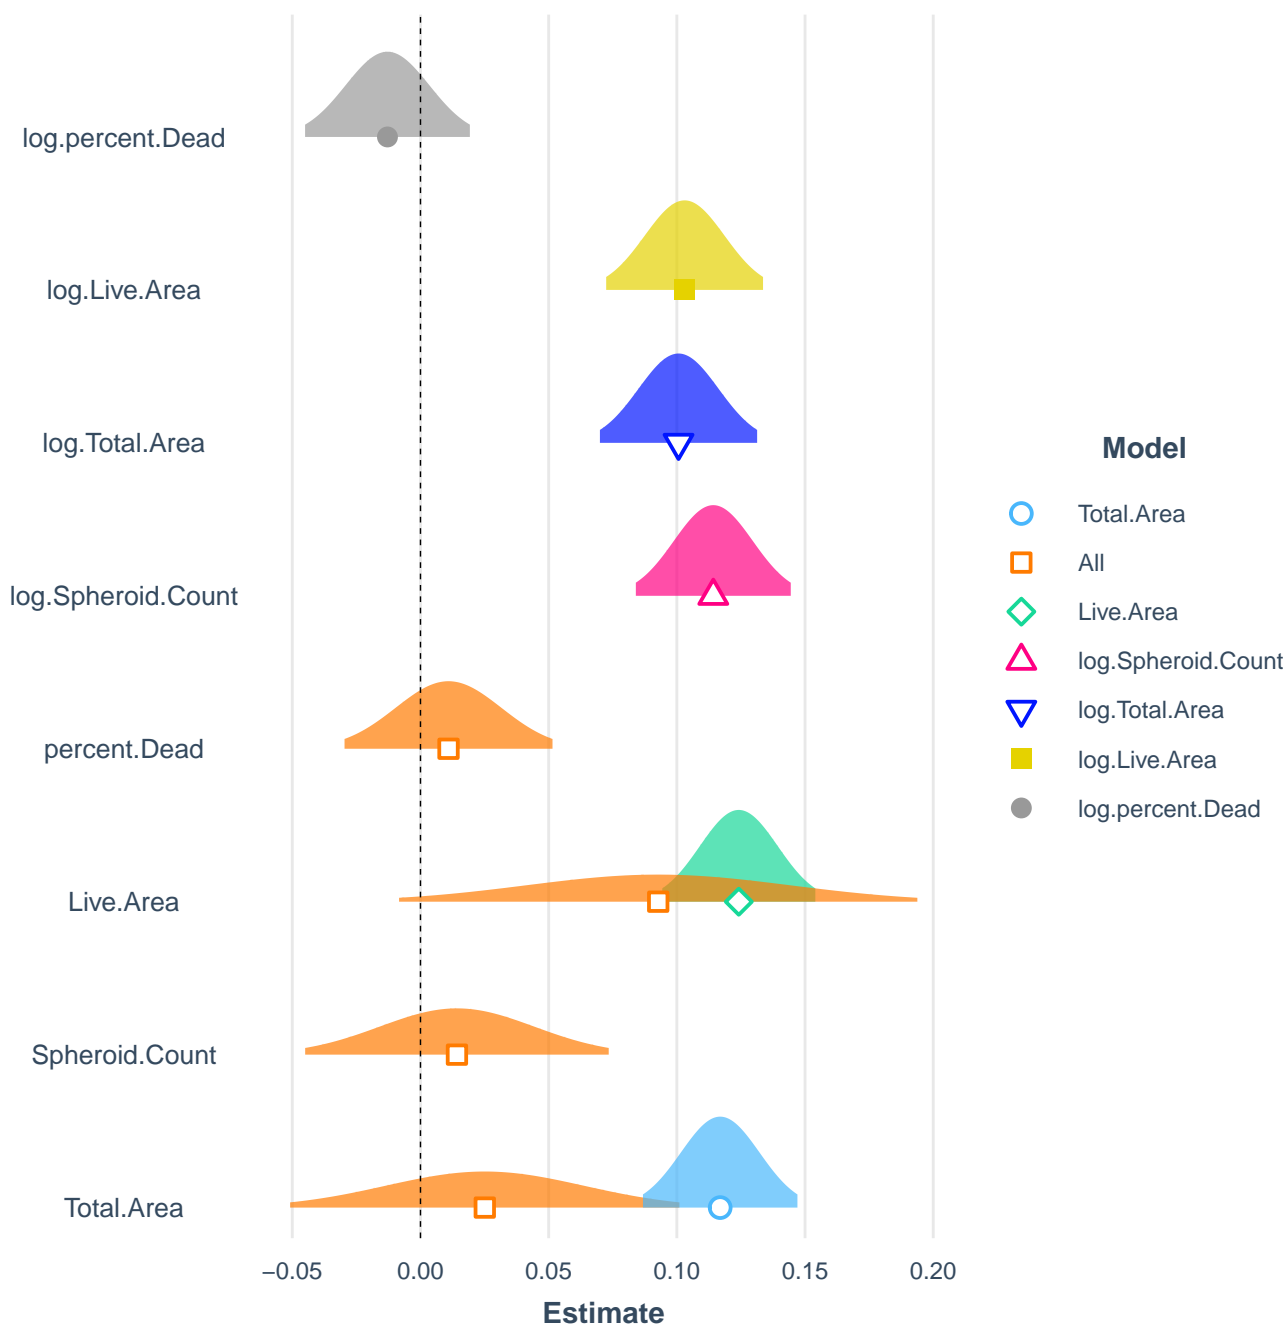 log.percent.Dead
log.Live.Area
log.Total.Area
log.Spheroid.Count
percent.Dead
Live.Area
Spheroid.Count
Total.Area
−0.05 0.00 0.05 0.10 0.15 0.20
Estimate
Model
Total.Area
All
Live.Area
log.Spheroid.Count
log.Total.Area
log.Live.Area
log.percent.Dead